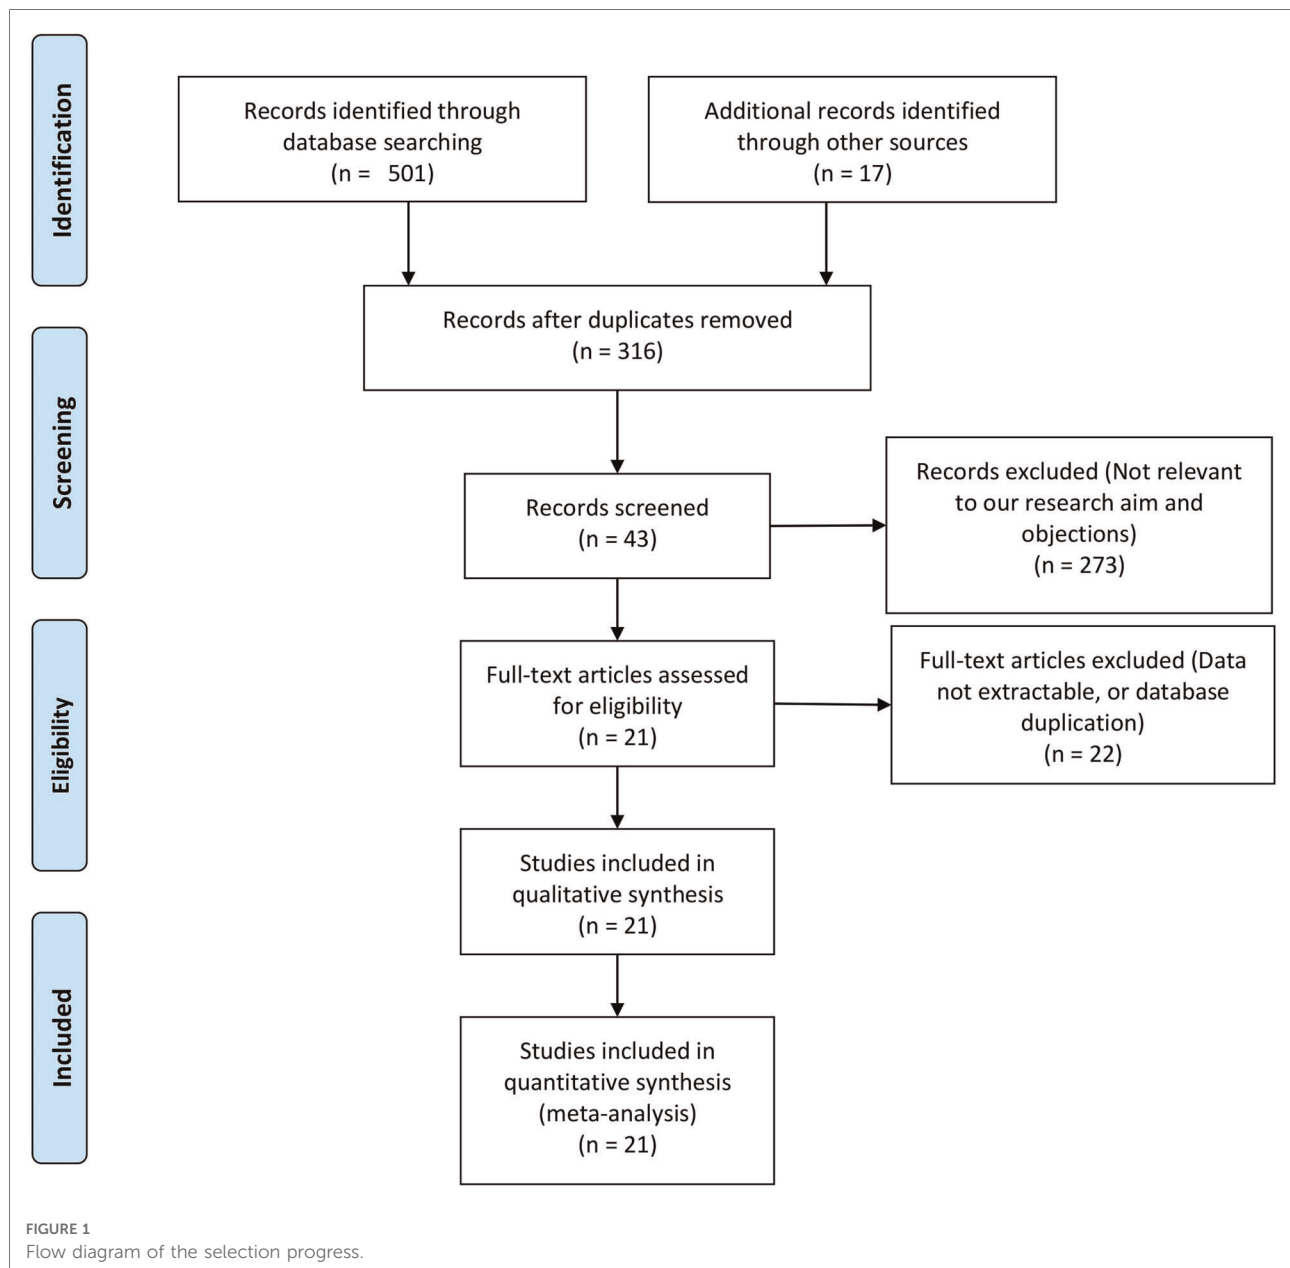 Identification
Records identified through
database searching
(n = 501)
Additional records identified
through other sources
(n = 17)
Records after duplicates removed
(n = 316)
Screening
Records screened
(n = 43)
Records excluded (Not relevant
to our research aim and
objections)
(n = 273)
Eligibility
Full-text articles assessed
for eligibility
(n = 21)
Full-text articles excluded (Data
not extractable, or database
duplication)
(n = 22)
Studies included in
qualitative synthesis
(n = 21)
Included
Studies included in
quantitative synthesis
(meta-analysis)
(n = 21)
FIGURE 1
Flow diagram of the selection progress.